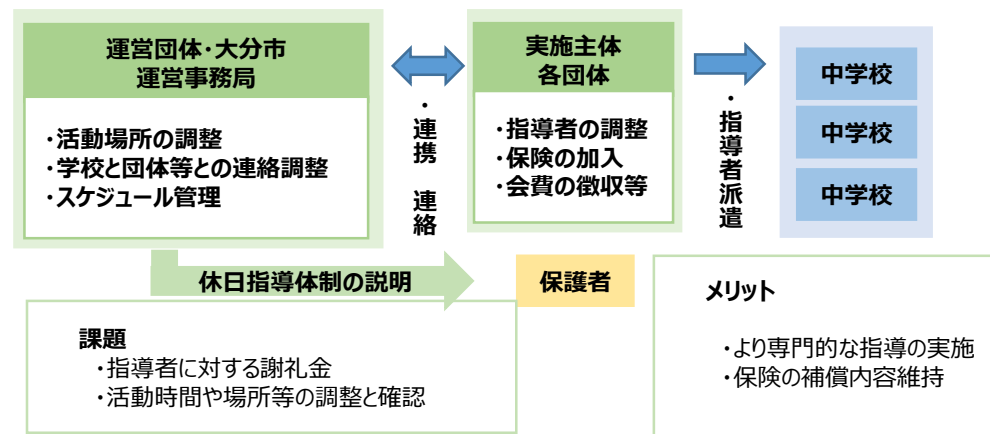 運営団体・大分市
運営事務局
・活動場所の調整
・学校と団体等との連絡調整
・スケジュール管理
・連携　連絡
実施主体
各団体
・指導者の調整
・保険の加入
・会費の徴収等
・指導者派遣
中学校
中学校
中学校
休日指導体制の説明
保護者
課題
・指導者に対する謝礼金
・活動時間や場所等の調整と確認
メリット
・より専門的な指導の実施
・保険の補償内容維持